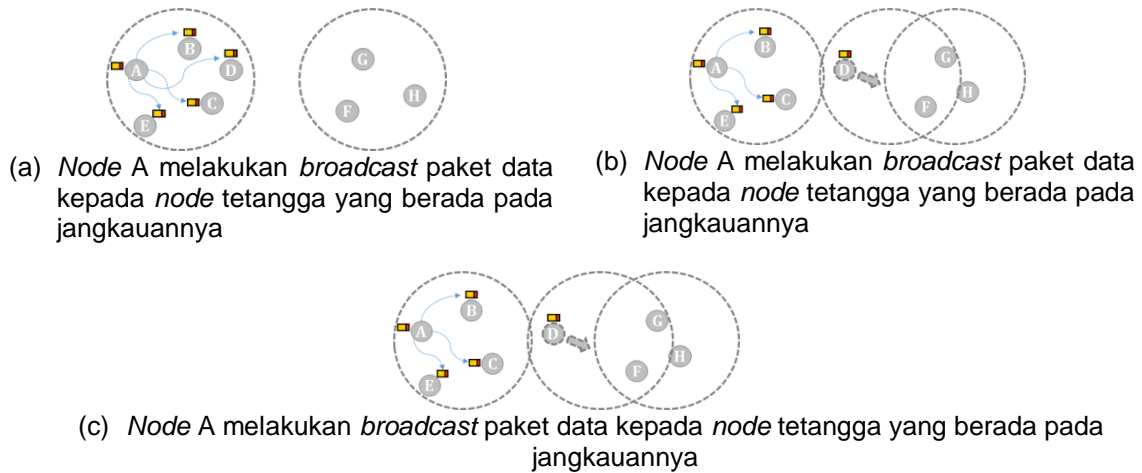 A
B
D
C
E
G
H
F
A
B
C
E
D
G
F
H
(a) Node A melakukan broadcast paket data
kepada node tetangga yang berada pada
jangkauannya
(b) Node A melakukan broadcast paket data
kepada node tetangga yang berada pada
jangkauannya
A
B
C
E
D
G
H
F
(c) Node A melakukan broadcast paket data kepada node tetangga yang berada pada
jangkauannya